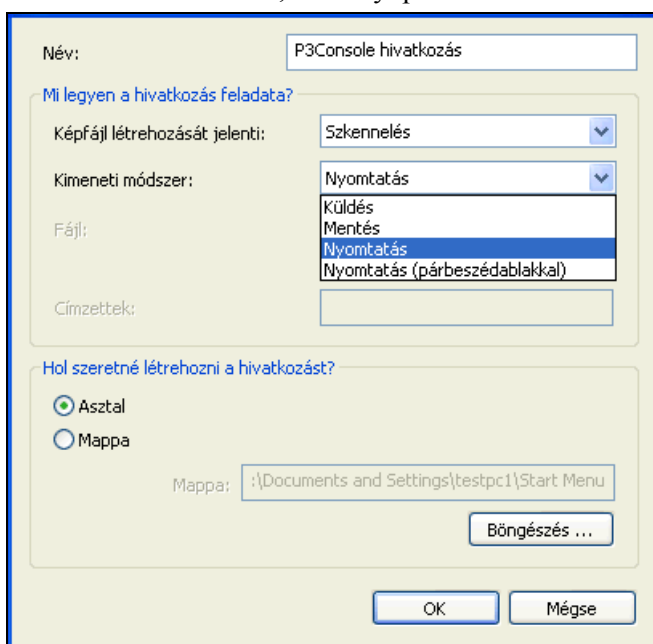 Név: P3Console hivatkozás
Mi legyen a hivatkozás feladata?
Képfájl létrehozását jelenti: Szkennelés
Kimeneti módszer: Nyomtatás
Küldés
Fájl:
Mentés
Nyomtatás
Nyomtatás (párbeszédablakkal)
Címzettek:
Hol szeretné létrehozni a hivatkozást?
Asztal
Mappa
Mappa: :\Documents and Settings\testpc1\Start Menu
Böngészés ...
OK Mégse